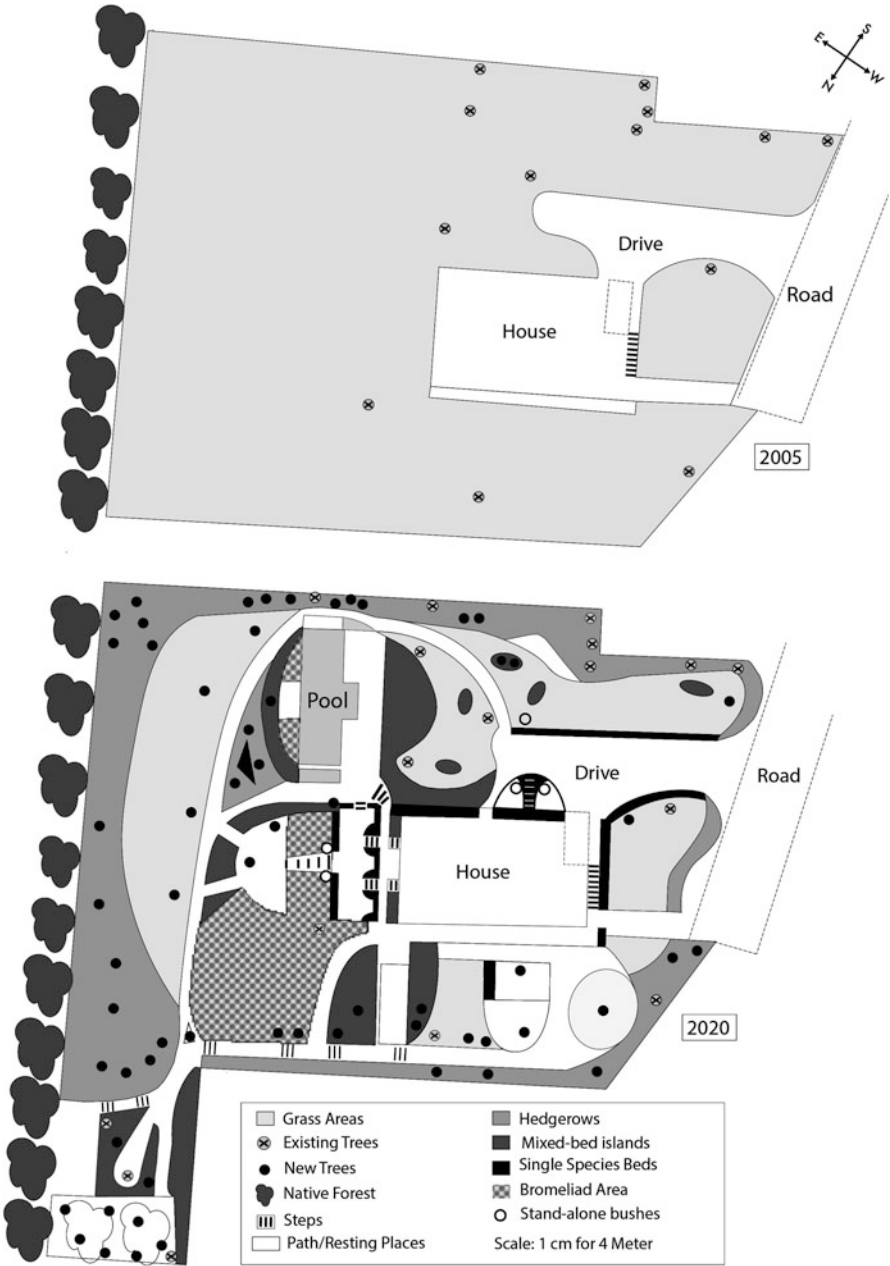 S
E
W
N
Drive
Road
House
2005
Pool
Drive
Road
House
2020
Grass Areas
Existing Trees
New Trees
Native Forest
Steps
Path/Resting Places
Hedgerows
Mixed-bed islands
Single Species Beds
Bromeliad Area
Stand-alone bushes
Scale: 1 cm for 4 Meter